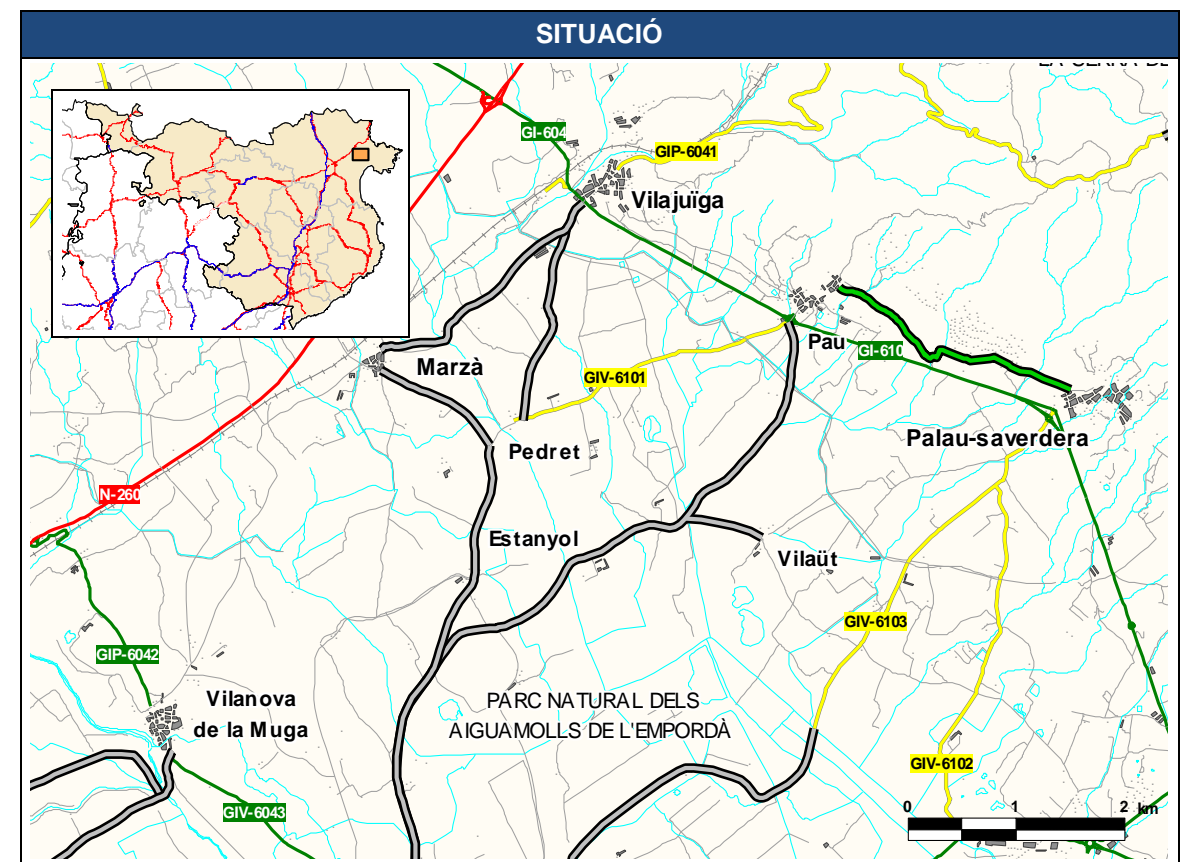 SITUACIÓ
GI-604
GIP-6041
Vilajuïga
Pau
GI-610
Marzà
GIV-6101
Palau-saverdera
Pedret
N-260
Estanyol
Vilaüt
GIV-6103
GIP-6042
Vilanova
de la Muga
PARC NATURAL DELS
AIGUAMOLLS DE L'EMPORDÀ
GIV-6102
GIV-6043
0 1 2 km